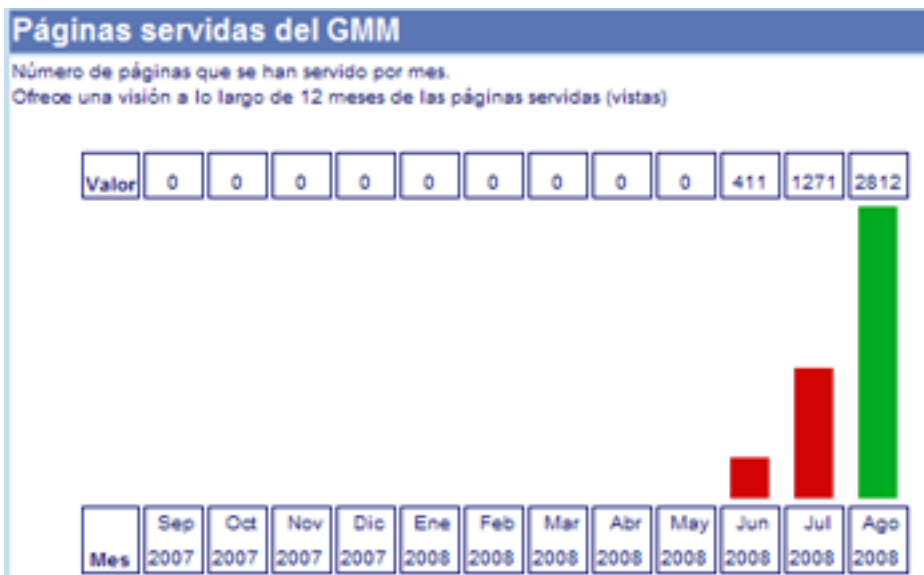 Páginas servidas del GMM
Número de páginas que se han servido por mes.
Ofrece una visión a lo largo de 12 meses de las páginas servidas (vistas)
Valor 0 0 0 0 0 0 0 0 0 411 1271 2812
Sep Oct Nov Dic Ene Feb Mar Abr May Jun Jul Ago
Mes 2007 2007 2007 2007 2008 2008 2008 2008 2008 2008 2008 2008